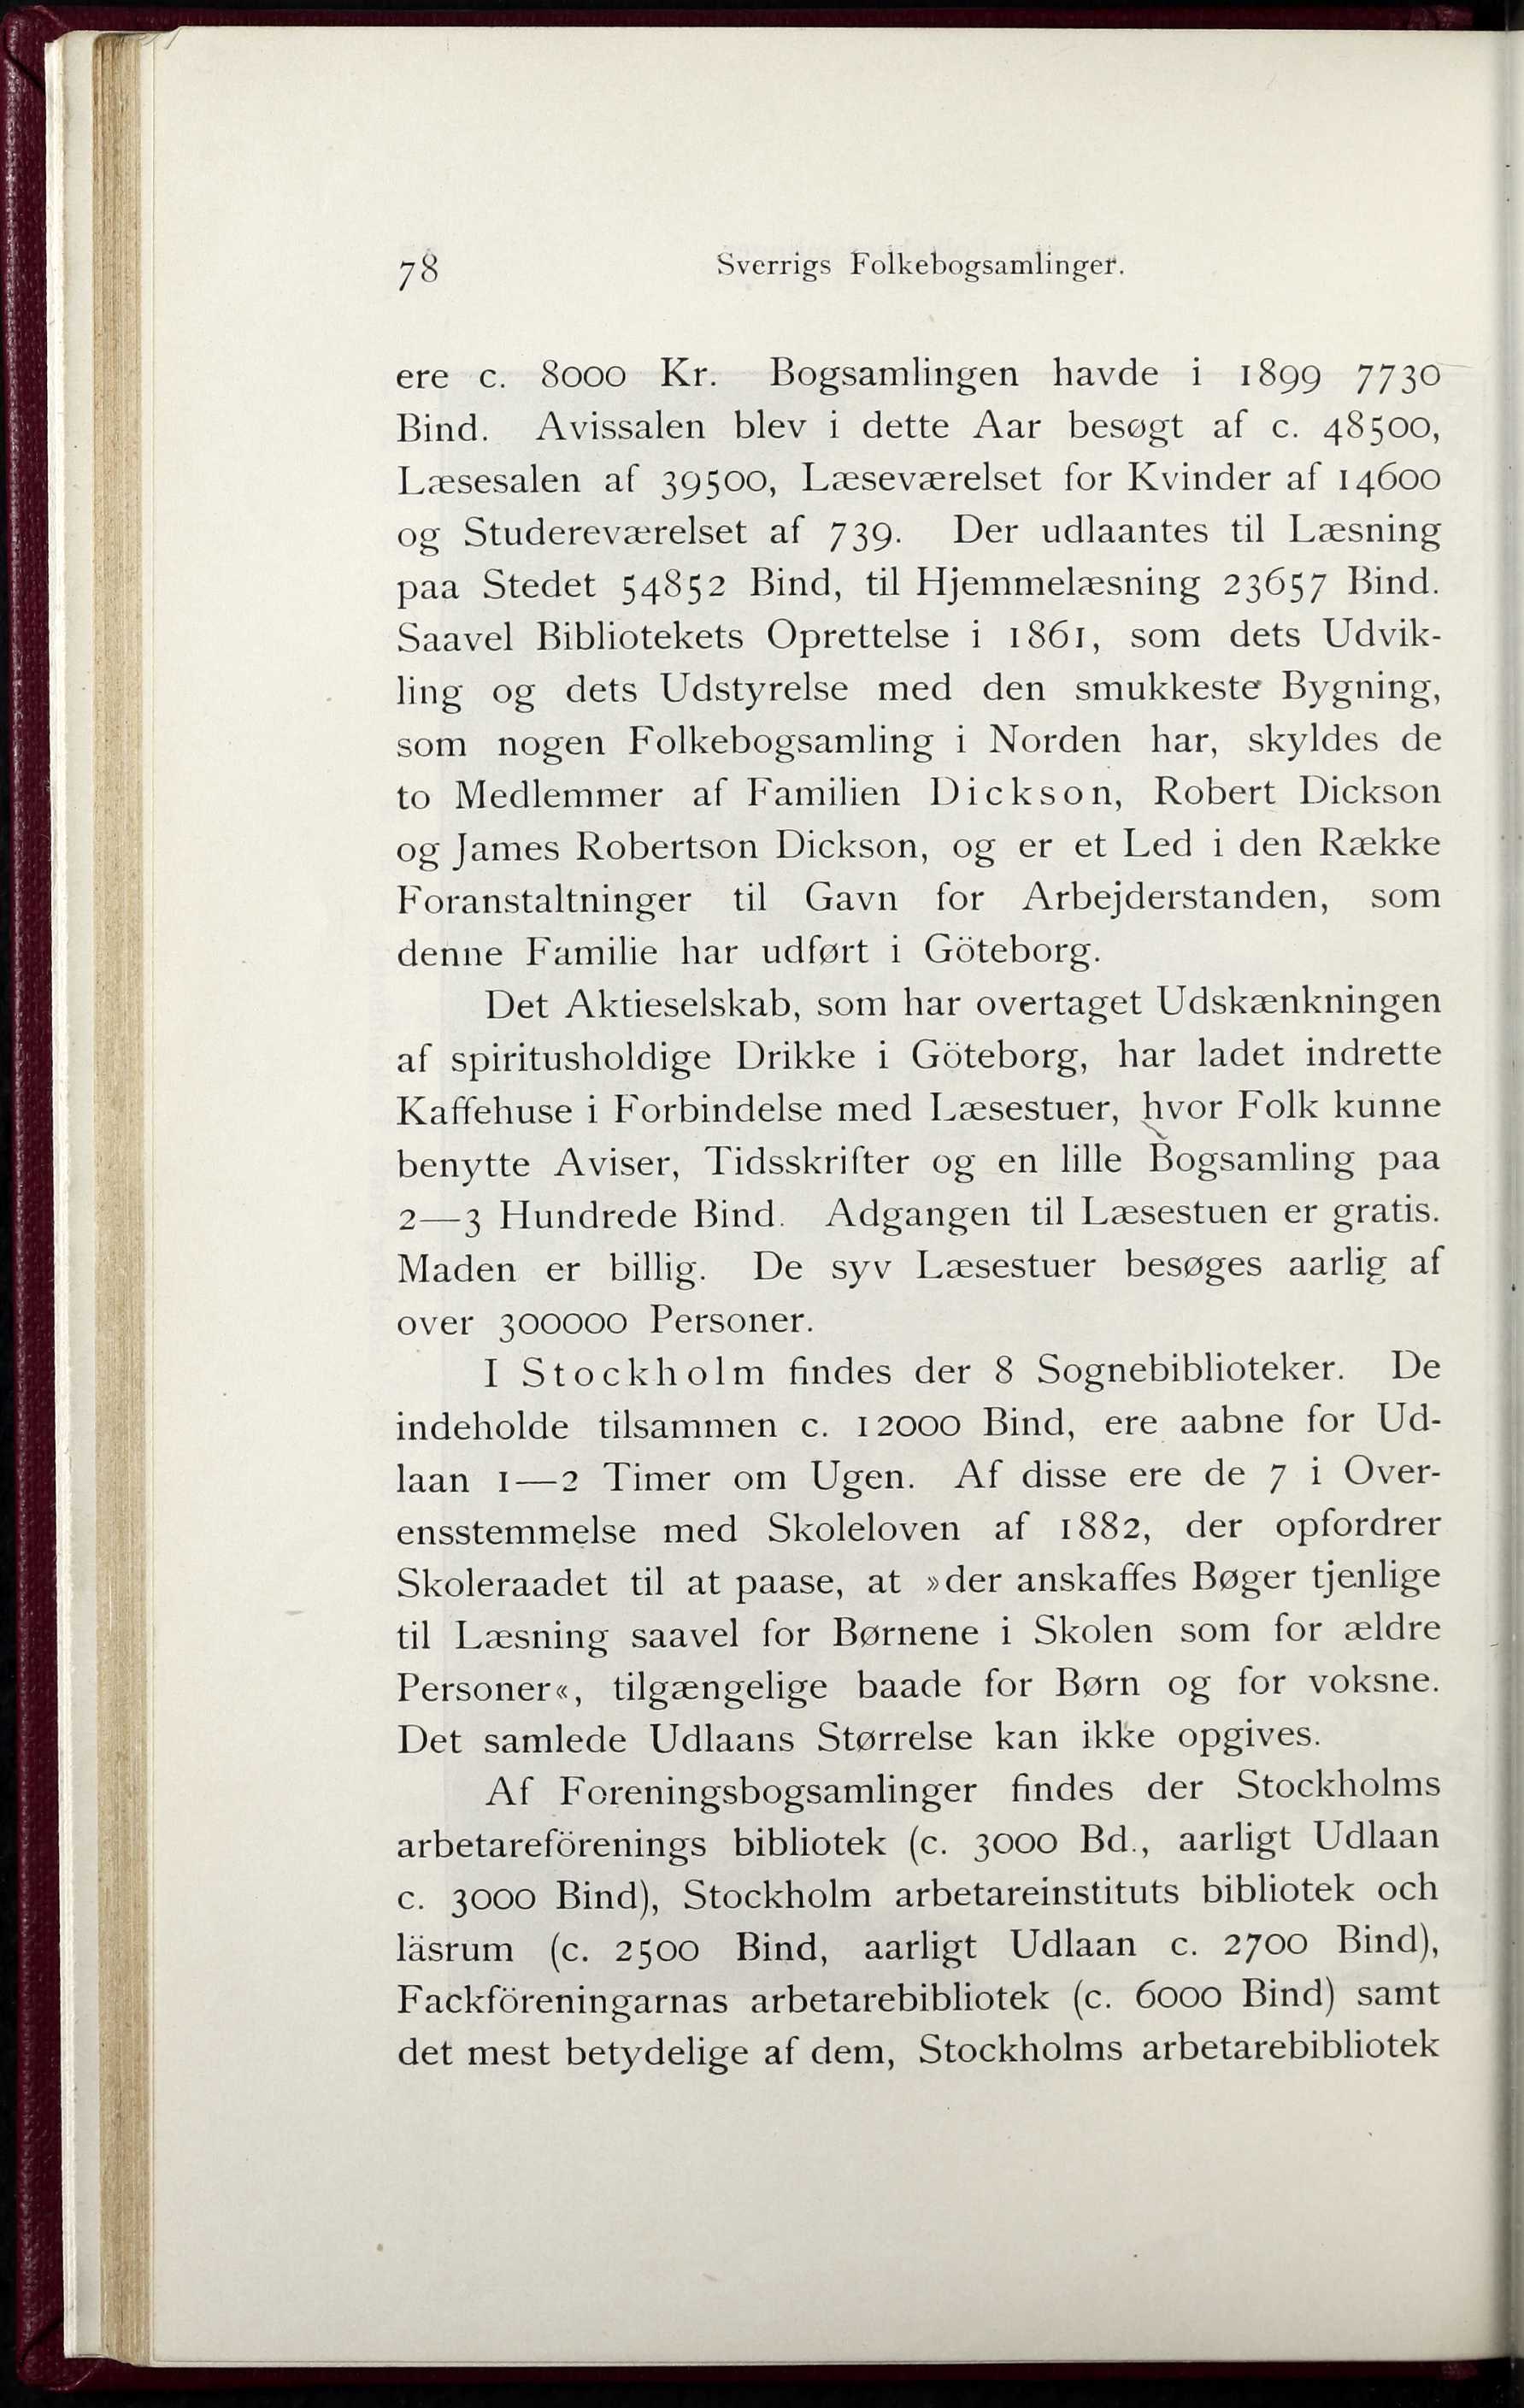 78 Sverrigs Folkebogsamlinger.
ere c. 8000 Kr. Bogsamlingen havde i 1899 7730
Bind. Avissalen blev i dette Aar besøgt af c. 48500,
Læsesalen af 39500, Læseværelset for Kvinder af 14600
og Studereværelset af 739. Der udlaantes til Læsning
paa Stedet 54852 Bind, til Hjemmelæsning 23657 Bind.
Saavel Bibliotekets Oprettelse i 1861, som dets Udvik-
ling og dets Udstyrelse med den smukkeste Bygning,
som nogen Folkebogsamling i Norden har, skyldes de
to Medlemmer af Familien Dickson, Robert Dickson
og James Robertson Dickson, og er et Led i den Række
Foranstaltninger til Gavn for Arbejderstanden, som
denne Familie har udført i Göteborg.
Det Aktieselskab, som har overtaget Udskænkningen
af spiritusholdige Drikke i Göteborg, har ladet indrette
Kaffehuse i Forbindelse med Læsestuer, hvor Folk kunne
benytte Aviser, Tidsskrifter og en lille Bogsamling paa
2—3 Hundrede Bind. Adgangen til Læsestuen er gratis.
Maden er billig. De syv Læsestuer besøges aarlig af
over 300000 Personer.
I Stockholm findes der 8 Sognebiblioteker. De
indeholde tilsammen c. 12000 Bind, ere aabne for Ud-
laan 1—2 Timer om Ugen. Af disse ere de 7 i Over-
ensstemmelse med Skoleloven af 1882, der opfordrer
Skoleraadet til at paase, at »der anskaffes Bøger tjenlige
til Læsning saavel for Børnene i Skolen som for ældre
Personer«, tilgængelige baade for Børn og for voksne.
Det samlede Udlaans Størrelse kan ikke opgives.
Af Foreningsbogsamlinger findes der Stockholms
arbetareförenings bibliotek (c. 3000 Bd., aarligt Udlaan
c. 3000 Bind), Stockholm arbetareinstituts bibliotek och
läsrum (c. 2500 Bind, aarligt Udlaan c. 2700 Bind),
Fackföreningarnas arbetarebibliotek (c. 6000 Bind) samt
det mest betydelige af dem, Stockholms arbetarebibliotek